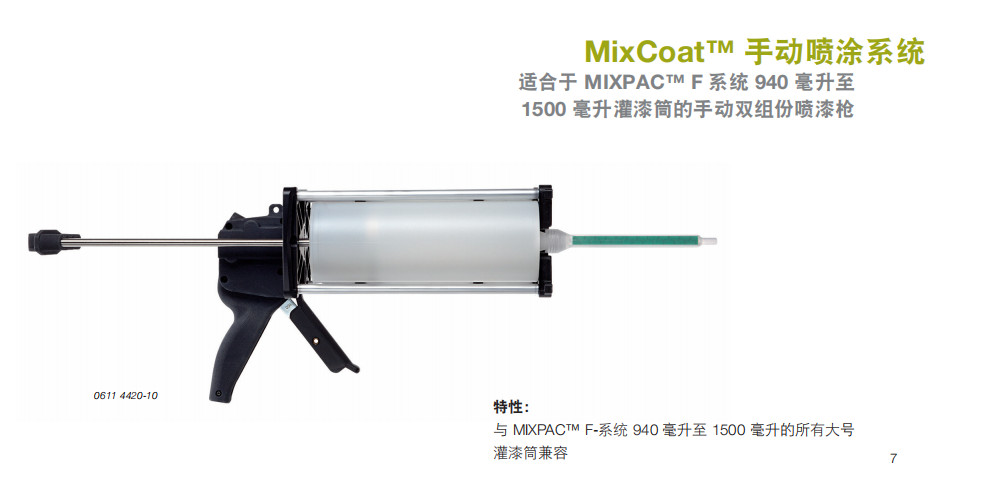 MixCoat™ 手动喷涂系统
适合于 MIXPAC™ F 系统 940 毫升至
1500 毫升灌漆筒的手动双组份喷漆枪
0611 4420-10
特性：
与 MIXPAC™ F-系统 940 毫升至 1500 毫升的所有大号
灌漆筒兼容
7